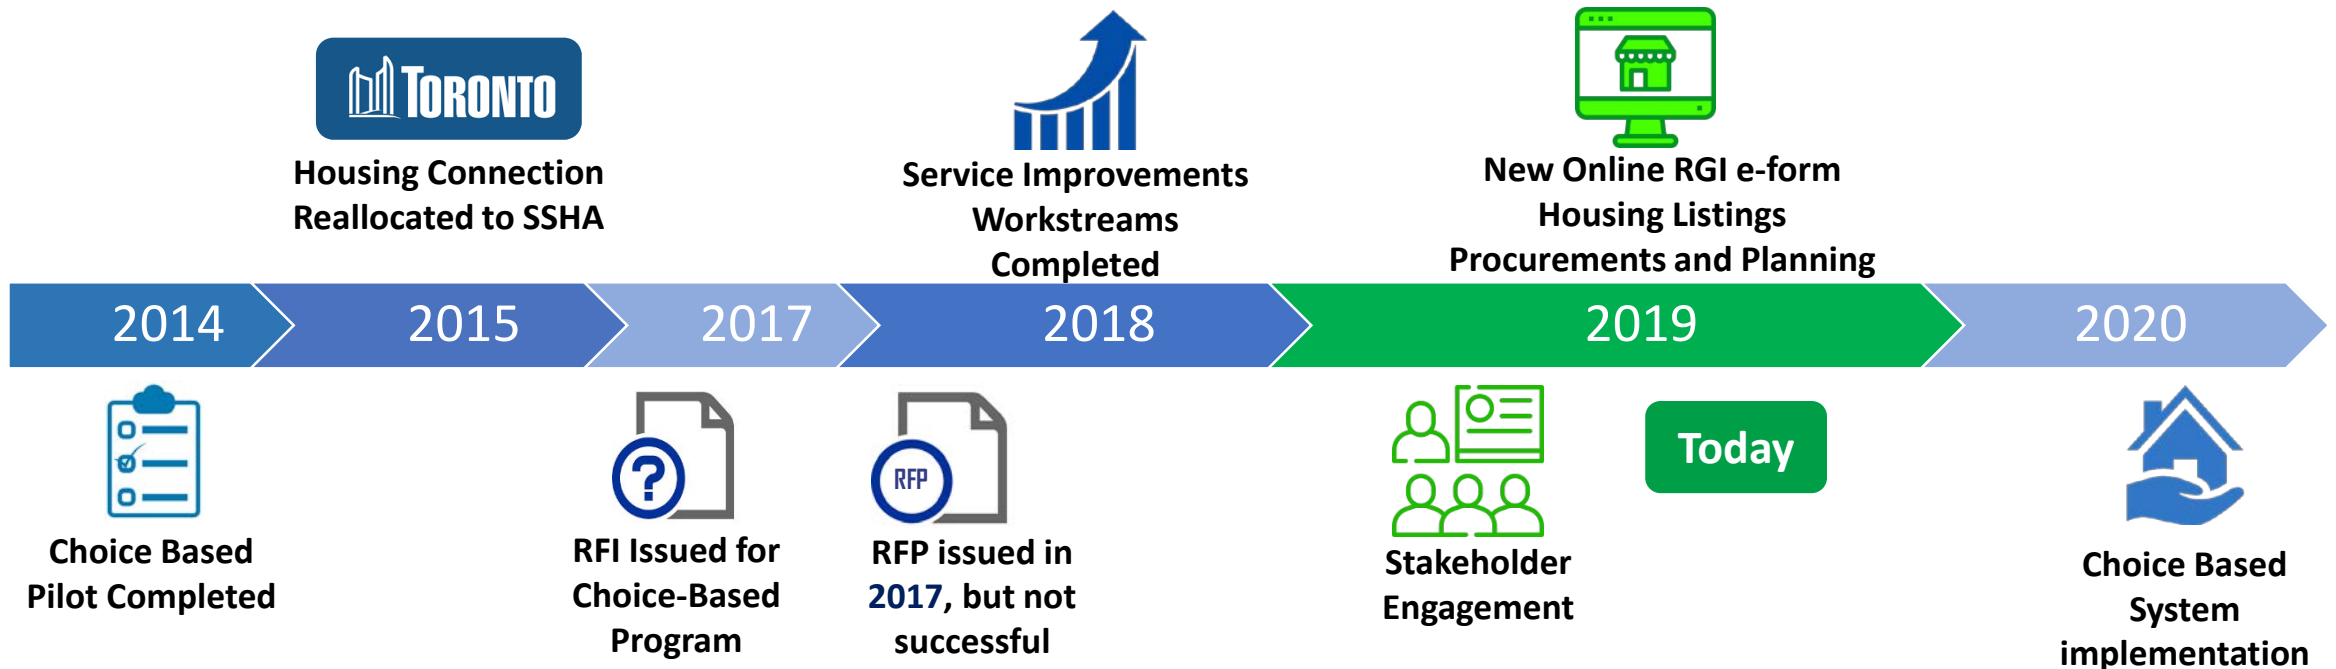 TORONTO
Housing Connection
Reallocated to SSHA
Service Improvements
Workstreams
Completed
New Online RGI e-form
Housing Listings
Procurements and Planning
2014
2015
2017
2018
2019
2020
Choice Based
Pilot Completed
?
RFI Issued for
Choice-Based
Program
RFP
RFP issued in
2017, but not
successful
Stakeholder
Engagement
Today
Choice Based
System
implementation